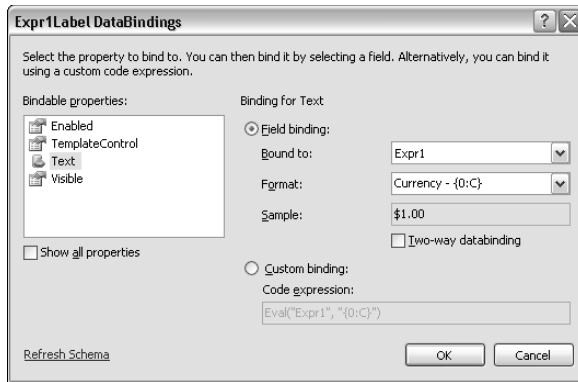 Expr1Label DataBindings
Select the property to bind to. You can then bind it by selecting a field. Alternatively, you can bind it
using a custom code expression.
Bindable properties:
Enabled
TemplateControl
Text
Visible
Show all properties
Binding for Text
Field binding:
Bound to: Expr1
Format: Currency - {0:C}
Sample: $1.00
Two-way databinding
Custom binding:
Code expression:
Eval("Expr1", "{0:C}")
Refresh Schema
OK Cancel